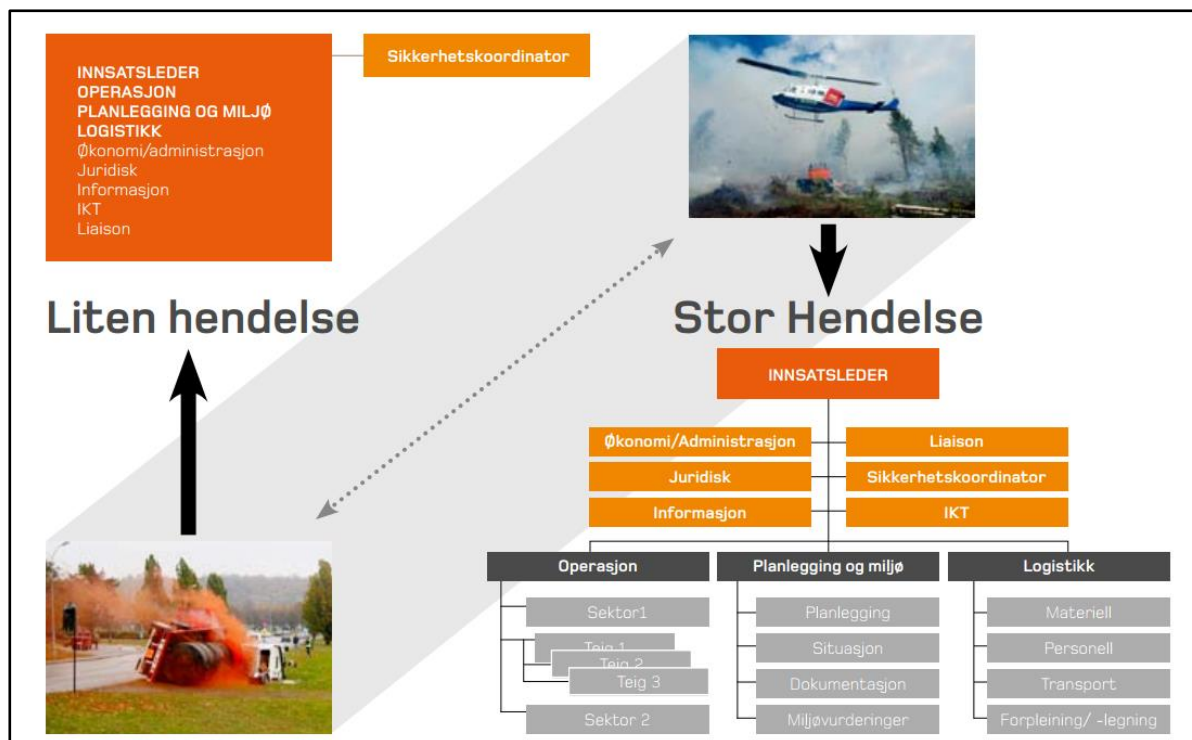 INNSATSLEDER
OPERASJON
PLANLEGGING OG MILJØ
LOGISTIKK
Økonomi/administrasjon
Juridisk
Informasjon
IKT
Liaison
Sikkerhetskoordinator
Liten hendelse
Stor Hendelse
INNSATSLEDER
Økonomi/Administrasjon
Liaison
Juridisk
Sikkerhetskoordinator
Informasjon
IKT
Operasjon
Planlegging og miljø
Logistikk
Sektor1
Planlegging
Materiell
Teig 1
Situasjon
Personell
Teig 2
Teig 3
Dokumentasjon
Transport
Sektor 2
Miljøvurderinger
Forpleining/ -legning